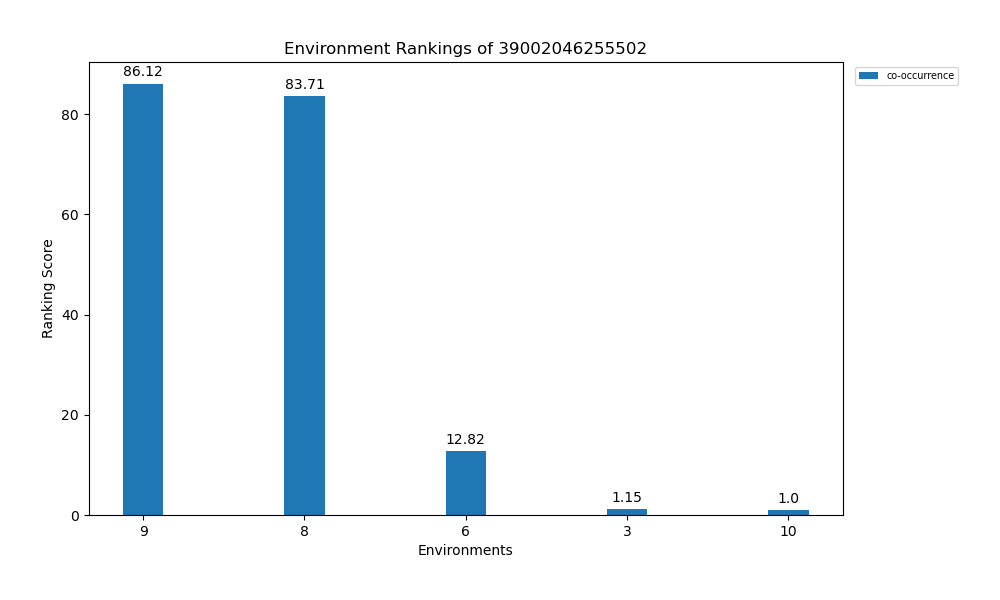 Environment Rankings of 39002046255502
co-occurrence
86.12
83.71
12.82
1.15
1.0
Ranking Score
80
60
40
20
0
9 8 6 3 10
Environments